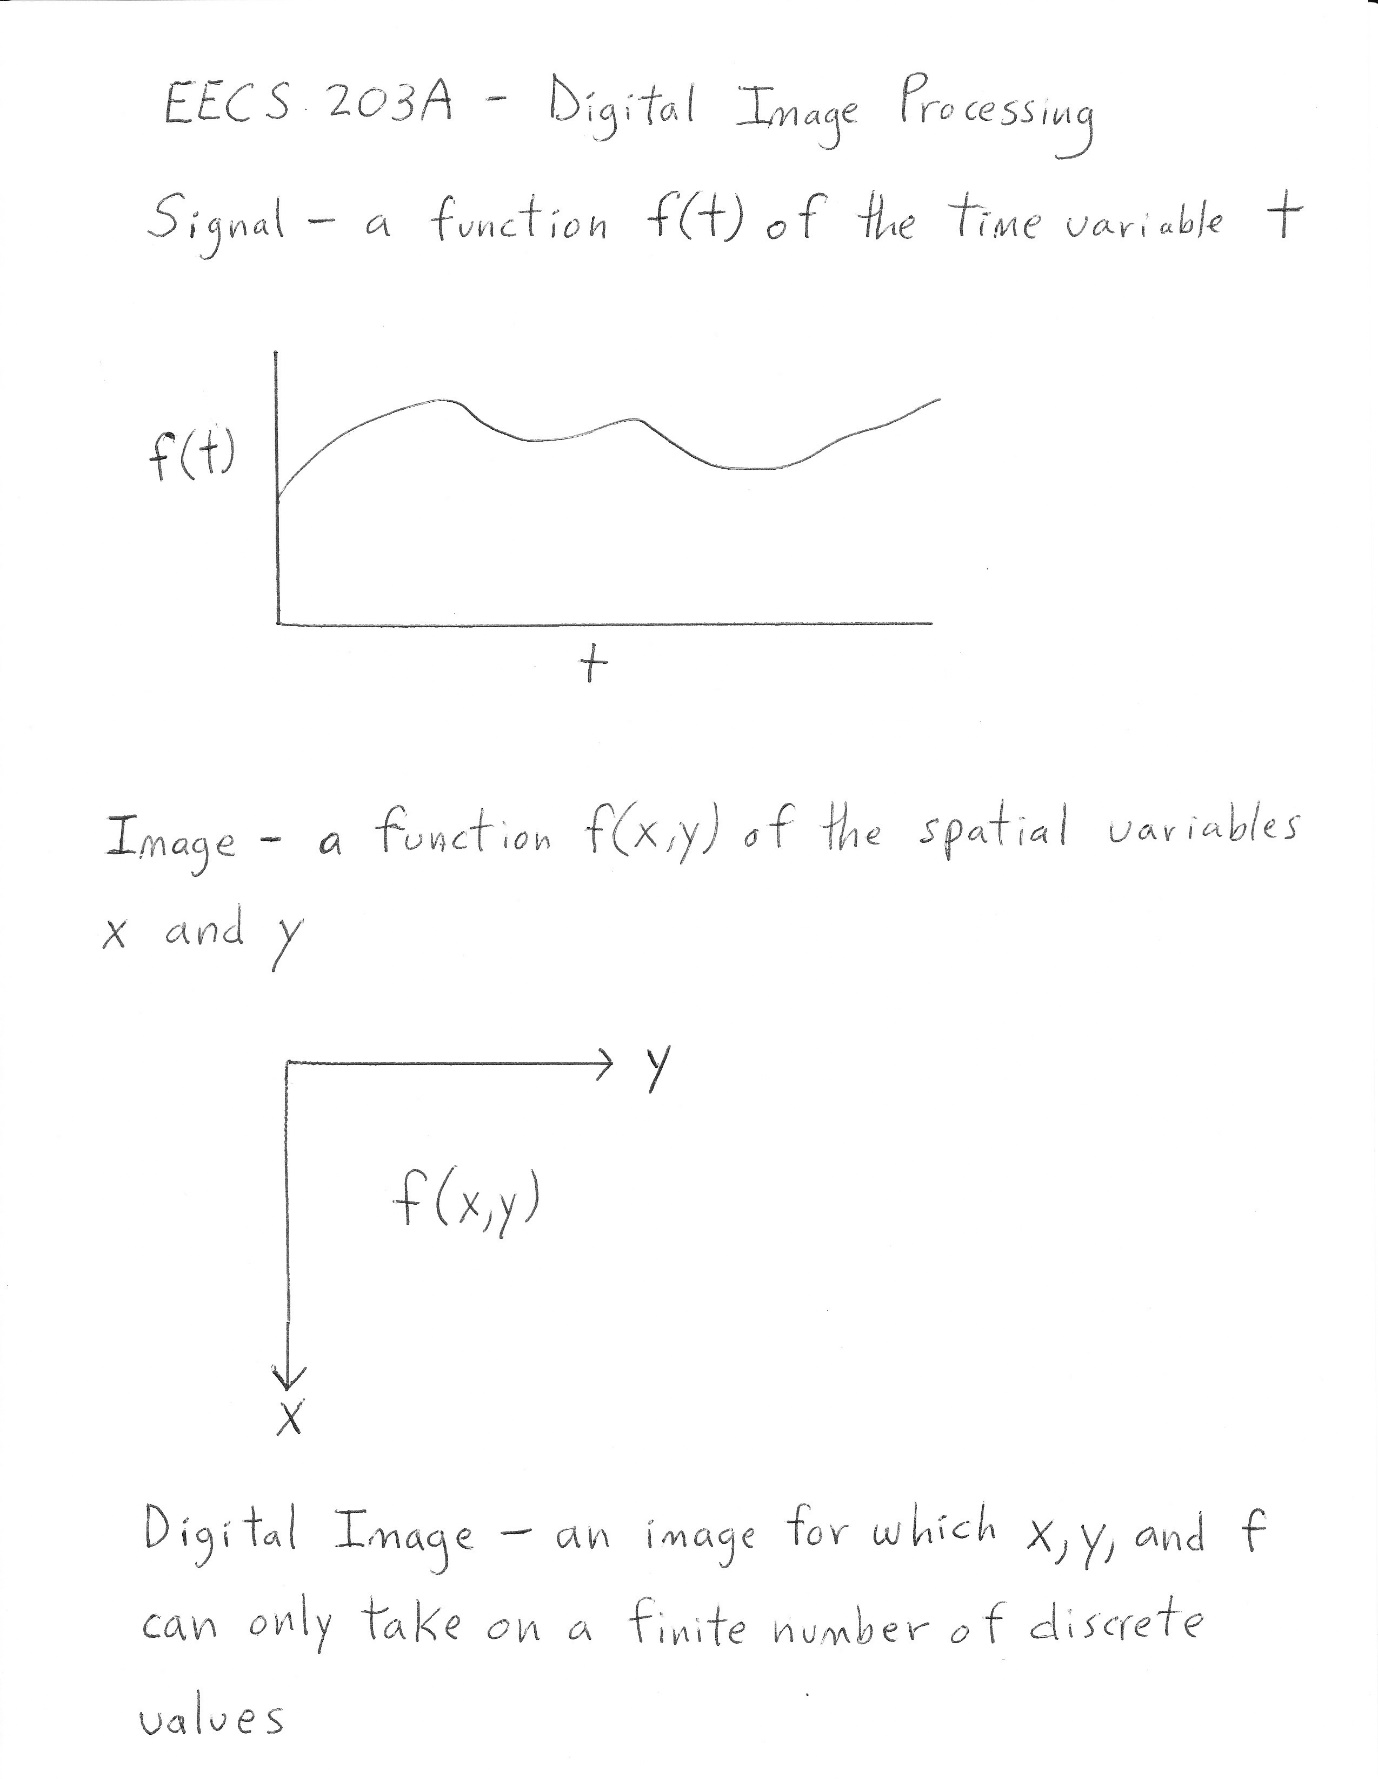 EECS 203A - Digital Image Processing
Signal - a function f(t) of the time variable t
f(t)
t
Image - a function f(x,y) of the spatial variables
x and y
y
f(x,y)
x
Digital Image - an image for which x, y, and f
can only take on a finite number of discrete
values